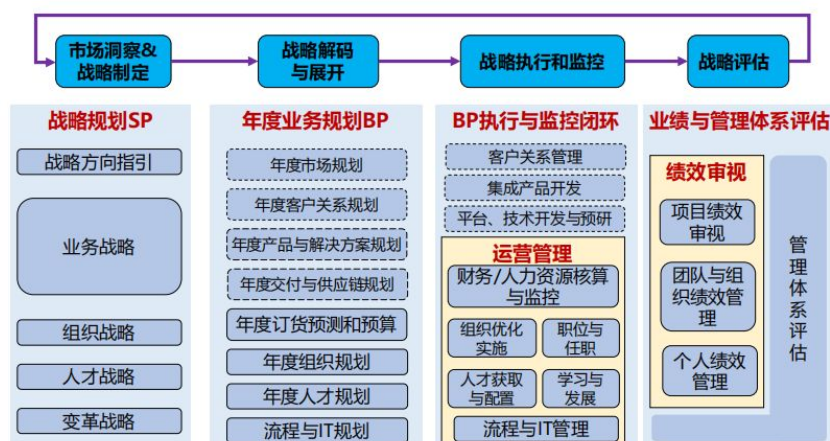 市场洞察&
战略制定
战略解码
与展开
战略执行和监控
战略评估
战略规划SP
战略方向指引
业务战略
组织战略
人才战略
变革战略
年度业务规划BP
年度市场规划
年度客户关系规划
年度产品与解决方案规划
年度交付与供应链规划
年度订货预测和预算
年度组织规划
年度人才规划
流程与IT规划
BP执行与监控闭环
客户关系管理
集成产品开发
平台、技术开发与预研
运营管理
财务/人力资源核算
与监控
组织优化
实施
职位与
任职
人才获取
与配置
学习与
发展
流程与IT管理
业绩与管理体系评估
绩效审视
项目绩效
审视
团队与组
织绩效管
理
个人绩效
管理
管理体系评估